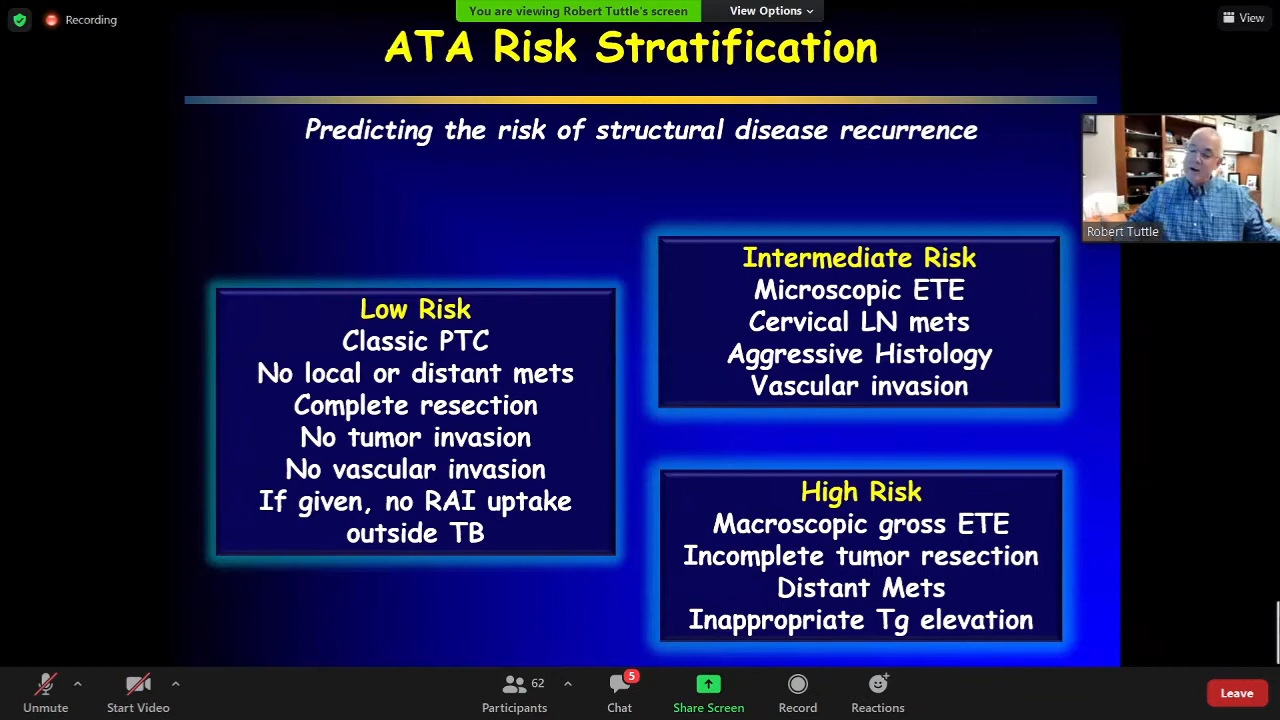 Recording
You are viewing Robert Tuttle's screen
View Options
View
ATA Risk Stratification
Predicting the risk of structural disease recurrence
Robert Tuttle
Low Risk
Classic PTC
No local or distant mets
Complete resection
No tumor invasion
No vascular invasion
If given, no RAI uptake
outside TB
Intermediate Risk
Microscopic ETE
Cervical LN mets
Aggressive Histology
Vascular invasion
High Risk
Macroscopic gross ETE
Incomplete tumor resection
Distant Mets
Inappropriate Tg elevation
Unmute
Start Video
62
Participants
5
Chat
Share Screen
Record
Reactions
Leave